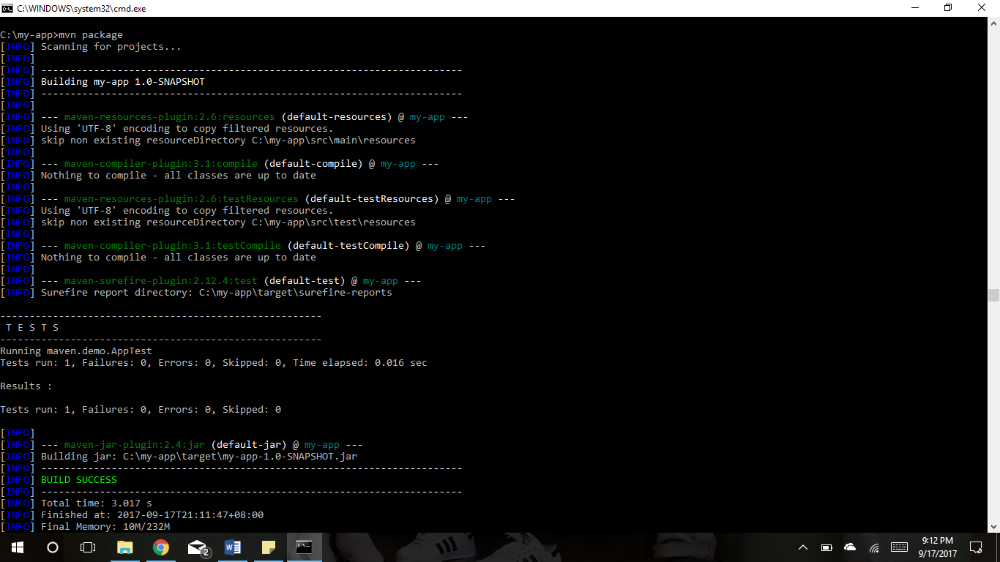 C:\WINDOWS\system32\cmd.exe
C:\my-app>mvn package
[INFO] Scanning for projects...
[INFO]
[INFO] ------------------------------------------------------------------------
[INFO] Building my-app 1.0-SNAPSHOT
[INFO] ------------------------------------------------------------------------
[INFO]
[INFO] --- maven-resources-plugin:2.6:resources (default-resources) @ my-app ---
[INFO] Using 'UTF-8' encoding to copy filtered resources.
[INFO] skip non existing resourceDirectory C:\my-app\src\main\resources
[INFO]
[INFO] --- maven-compiler-plugin:3.1:compile (default-compile) @ my-app ---
[INFO] Nothing to compile - all classes are up to date
[INFO]
[INFO] --- maven-resources-plugin:2.6:testResources (default-testResources) @ my-app ---
[INFO] Using 'UTF-8' encoding to copy filtered resources.
[INFO] skip non existing resourceDirectory C:\my-app\src\test\resources
[INFO]
[INFO] --- maven-compiler-plugin:3.1:testCompile (default-testCompile) @ my-app ---
[INFO] Nothing to compile - all classes are up to date
[INFO]
[INFO] --- maven-surefire-plugin:2.12.4:test (default-test) @ my-app ---
[INFO] Surefire report directory: C:\my-app\target\surefire-reports
-------------------------------------------------------
T E S T S
-------------------------------------------------------
Running maven.demo.AppTest
Tests run: 1, Failures: 0, Errors: 0, Skipped: 0, Time elapsed: 0.016 sec
Results :
Tests run: 1, Failures: 0, Errors: 0, Skipped: 0
[INFO]
[INFO] --- maven-jar-plugin:2.4:jar (default-jar) @ my-app ---
[INFO] Building jar: C:\my-app\target\my-app-1.0-SNAPSHOT.jar
[INFO] ------------------------------------------------------------------------
[INFO] BUILD SUCCESS
[INFO] ------------------------------------------------------------------------
[INFO] Total time: 3.017 s
[INFO] Finished at: 2017-09-17T21:11:47+08:00
[INFO] Final Memory: 10M/232M
2
9:12 PM
9/17/2017